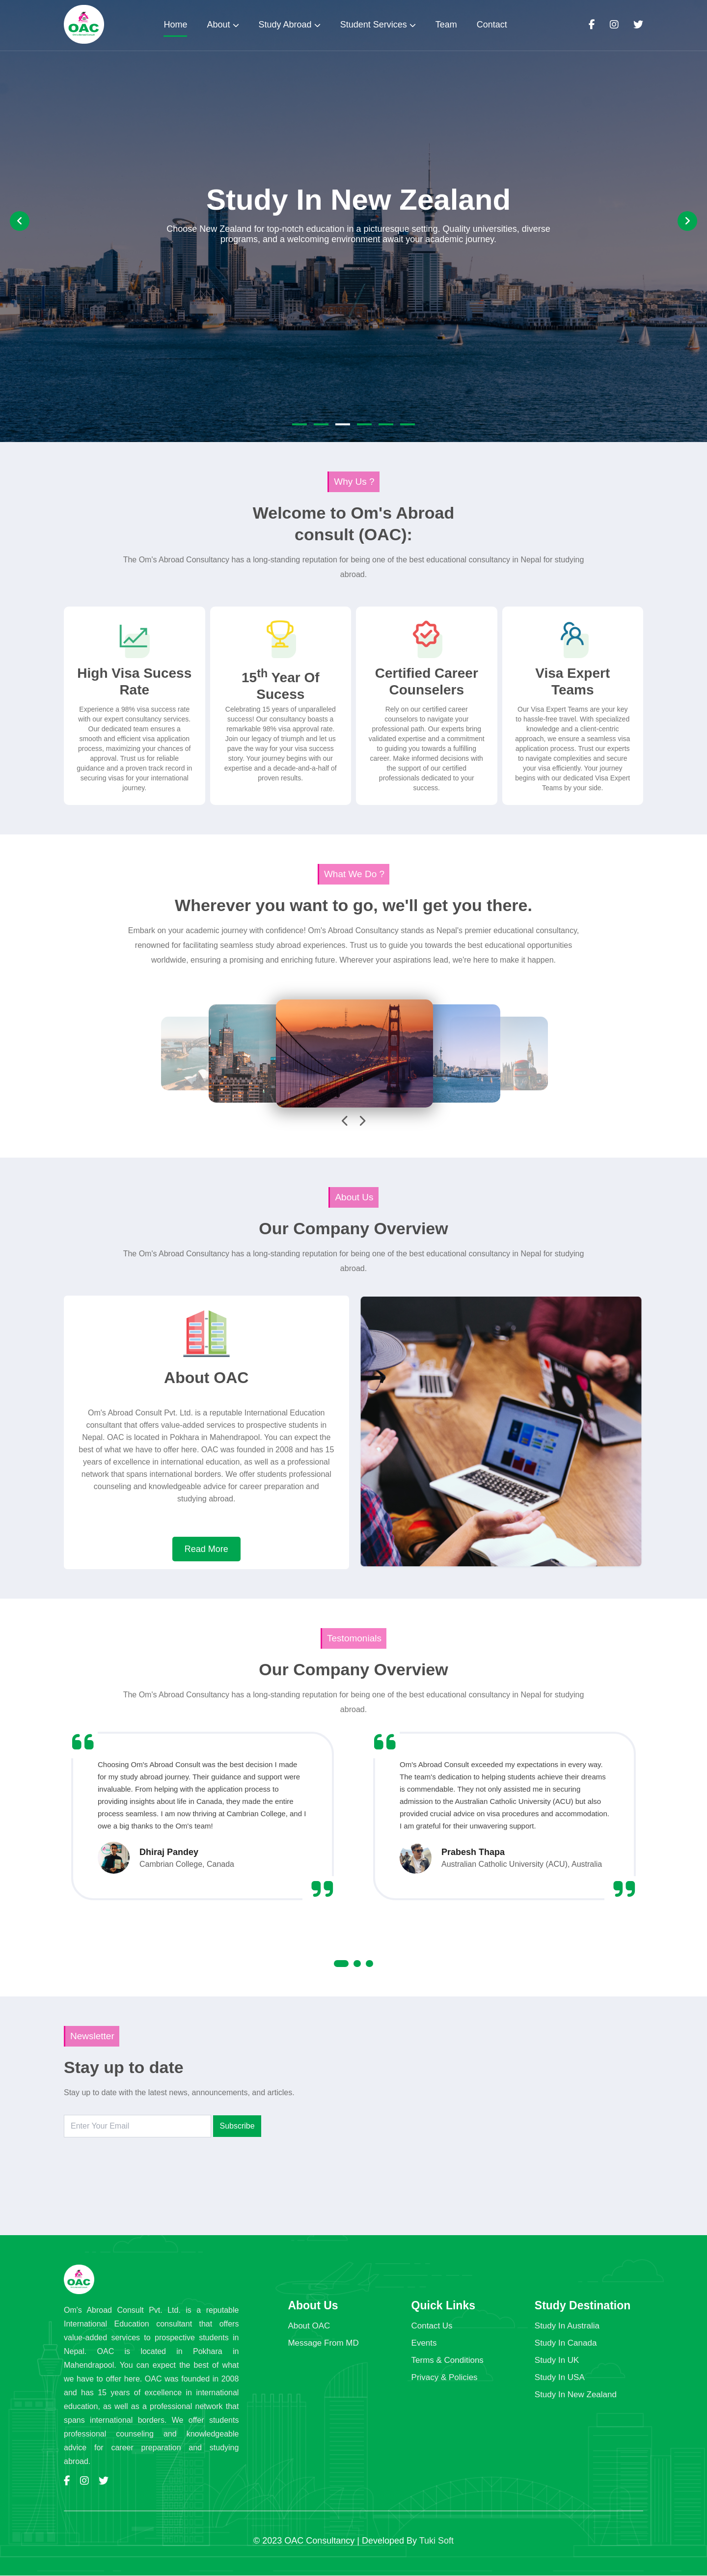 OAC
Home
About
Study Abroad
Student Services
Team
Contact
Study In New Zealand
Choose New Zealand for top-notch education in a picturesque setting. Quality universities, diverse
programs, and a welcoming environment await your academic journey.
Why Us ?
Welcome to Om's Abroad
consult (OAC):
The Om's Abroad Consultancy has a long-standing reputation for being one of the best educational consultancy in Nepal for studying
abroad.
High Visa Sucess
Rate
Experience a 98% visa success rate
with our expert consultancy services.
Our dedicated team ensures a
smooth and efficient visa application
process, maximizing your chances of
approval. Trust us for reliable
guidance and a proven track record in
securing visas for your international
journey.
15th Year Of
Sucess
Celebrating 15 years of unparalleled
success! Our consultancy boasts a
remarkable 98% visa approval rate.
Join our legacy of triumph and let us
pave the way for your visa success
story. Your journey begins with our
expertise and a decade-and-a-half of
proven results.
Certified Career
Counselers
Rely on our certified career
counselors to navigate your
professional path. Our experts bring
validated expertise and a commitment
to guiding you towards a fulfilling
career. Make informed decisions with
the support of our certified
professionals dedicated to your
success.
Visa Expert
Teams
Our Visa Expert Teams are your key
to hassle-free travel. With specialized
knowledge and a client-centric
approach, we ensure a seamless visa
application process. Trust our experts
to navigate complexities and secure
your visa efficiently. Your journey
begins with our dedicated Visa Expert
Teams by your side.
What We Do ?
Wherever you want to go, we'll get you there.
Embark on your academic journey with confidence! Om's Abroad Consultancy stands as Nepal's premier educational consultancy,
renowned for facilitating seamless study abroad experiences. Trust us to guide you towards the best educational opportunities
worldwide, ensuring a promising and enriching future. Wherever your aspirations lead, we're here to make it happen.
About Us
Our Company Overview
The Om's Abroad Consultancy has a long-standing reputation for being one of the best educational consultancy in Nepal for studying
abroad.
About OAC
Om's Abroad Consult Pvt. Ltd. is a reputable International Education
consultant that offers value-added services to prospective students in
Nepal. OAC is located in Pokhara in Mahendrapool. You can expect the
best of what we have to offer here. OAC was founded in 2008 and has 15
years of excellence in international education, as well as a professional
network that spans international borders. We offer students professional
counseling and knowledgeable advice for career preparation and
studying abroad.
Read More
Testomonials
Our Company Overview
The Om's Abroad Consultancy has a long-standing reputation for being one of the best educational consultancy in Nepal for studying
abroad.
Choosing Om's Abroad Consult was the best decision I made
for my study abroad journey. Their guidance and support were
invaluable. From helping with the application process to
providing insights about life in Canada, they made the entire
process seamless. I am now thriving at Cambrian College, and I
owe a big thanks to the Om's team!
Dhiraj Pandey
Cambrian College, Canada
Om's Abroad Consult exceeded my expectations in every way.
The team's dedication to helping students achieve their dreams
is commendable. They not only assisted me in securing
admission to the Australian Catholic University (ACU) but also
provided crucial advice on visa procedures and accommodation.
I am grateful for their unwavering support.
Prabesh Thapa
Australian Catholic University (ACU), Australia
Newsletter
Stay up to date
Stay up to date with the latest news, announcements, and articles.
Enter Your Email
Subscribe
OAC
Om's Abroad Consult Pvt. Ltd. is a reputable
International Education consultant that offers
value-added services to prospective students in
Nepal. OAC is located in Pokhara in
Mahendrapool. You can expect the best of what
we have to offer here. OAC was founded in 2008
and has 15 years of excellence in international
education, as well as a professional network that
spans international borders. We offer students
professional counseling and knowledgeable
advice for career preparation and studying
abroad.
About Us
About OAC
Message From MD
Quick Links
Contact Us
Events
Terms & Conditions
Privacy & Policies
Study Destination
Study In Australia
Study In Canada
Study In UK
Study In USA
Study In New Zealand
© 2023 OAC Consultancy | Developed By Tuki Soft